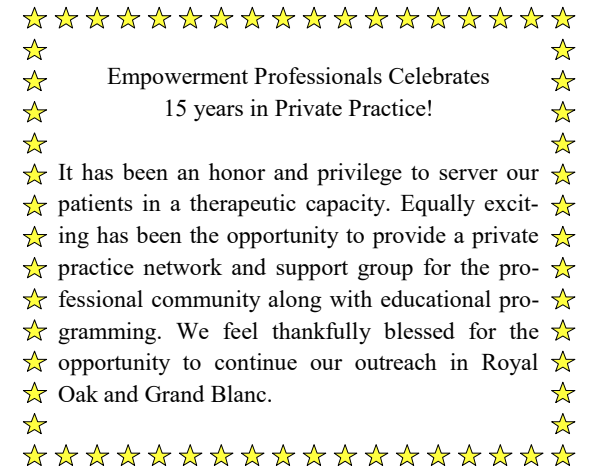 Empowerment Professionals Celebrates
15 years in Private Practice!
It has been an honor and privilege to server our
patients in a therapeutic capacity. Equally excit-
ing has been the opportunity to provide a private
practice network and support group for the pro-
fessional community along with educational pro-
gramming. We feel thankfully blessed for the
opportunity to continue our outreach in Royal
Oak and Grand Blanc.